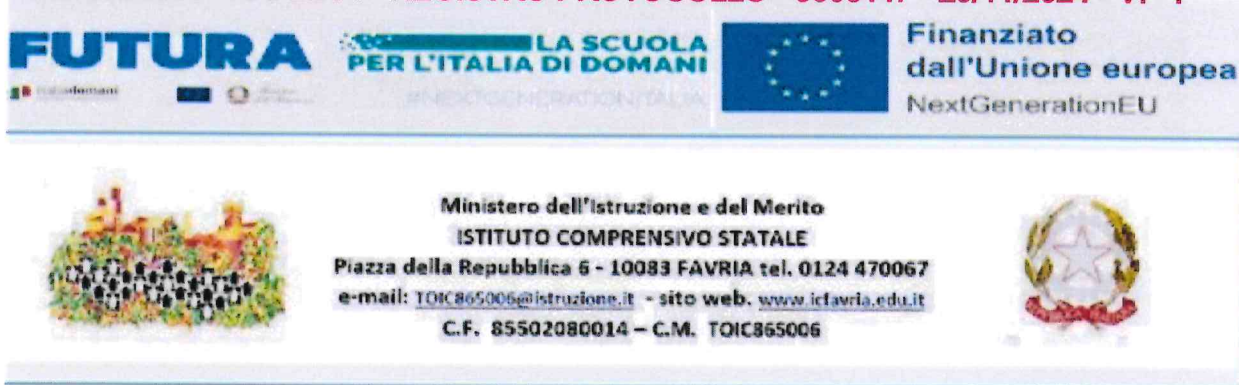 FUTURA
LA SCUOLA
PER L'ITALIA DI DOMANI
#NEXTGENERATIONITALIA
Finanziato
dall'Unione europea
NextGenerationEU
Ministero dell'Istruzione e del Merito
ISTITUTO COMPRENSIVO STATALE
Piazza della Repubblica 6 - 10083 FAVRIA tel. 0124 470067
e-mail: TOIC865006@istruzione.it - sito web. www.icfavria.edu.it
C.F. 85502080014 – C.M. TOIC865006